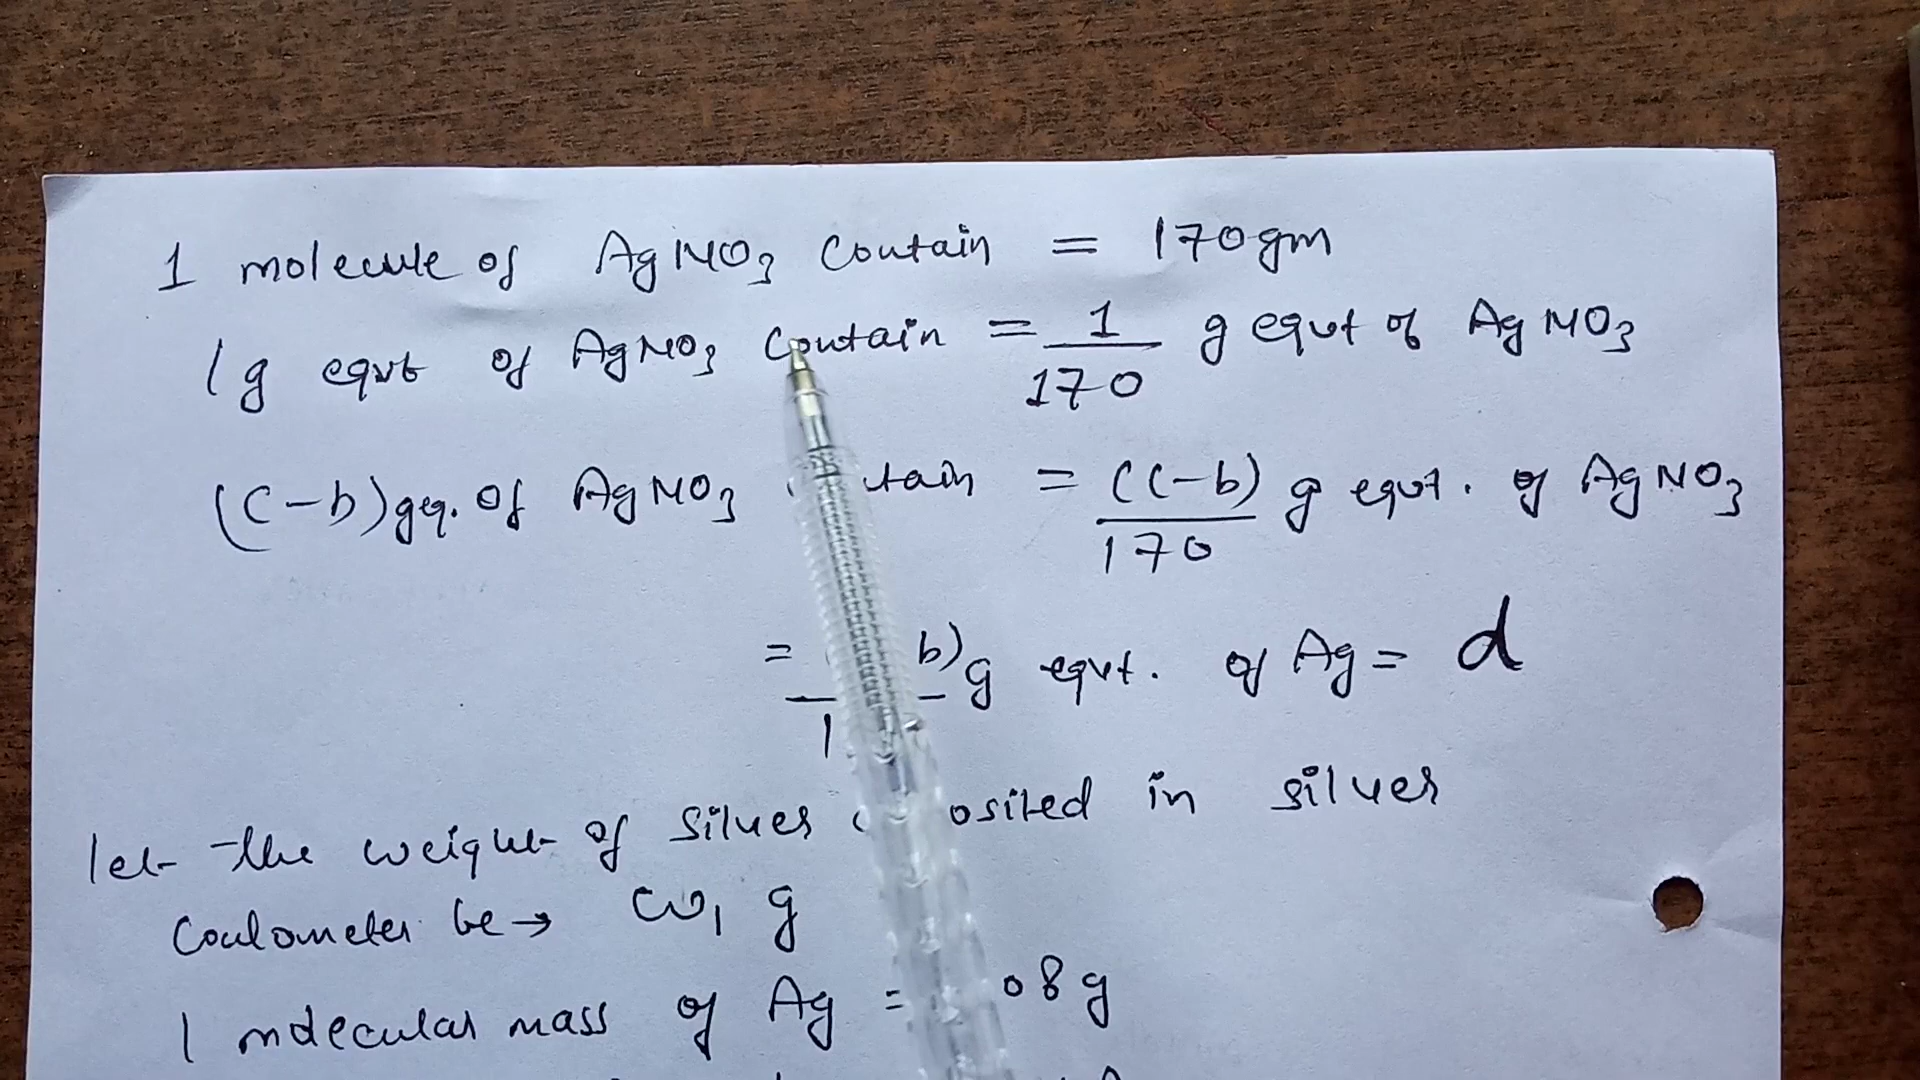 1 molecule of AgNO3 Contain = 170gm
1g eqvt of AgNO3 Contain = 1/170 g eqvt of AgNO3
(C-b)geq. of AgNO3 tain = (C-b)/170 g eqvt. of AgNO3
= b)/1 g eqvt. of Ag = d
let the weight of silver osited in silver
Coulometer be → W1 g
1 molecular mass of Ag = 08g